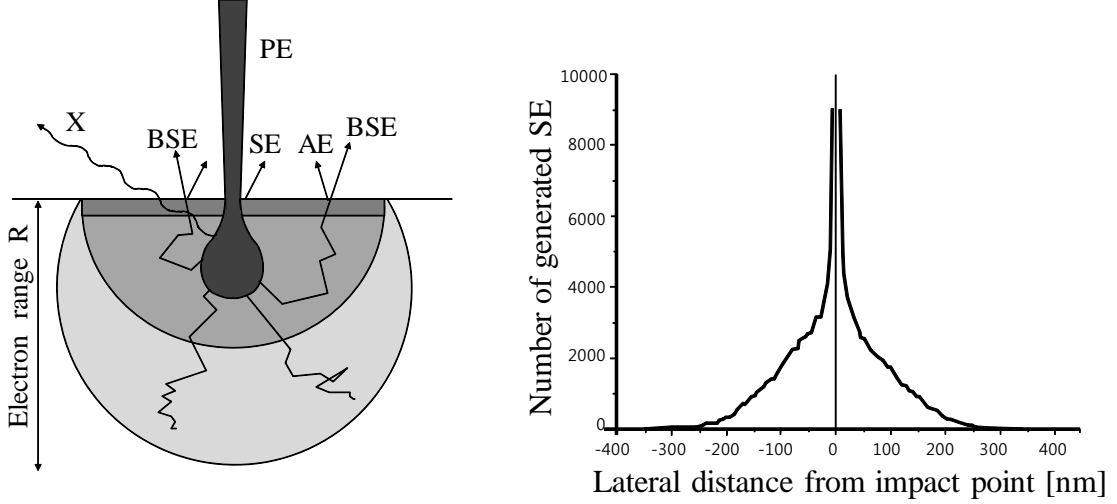 PE
X
BSE
SE
AE
BSE
Electron range R
Number of generated SE
10000
8000
6000
4000
2000
0
-400
-300
-200
-100
0
100
200
300
400
Lateral distance from impact point [nm]